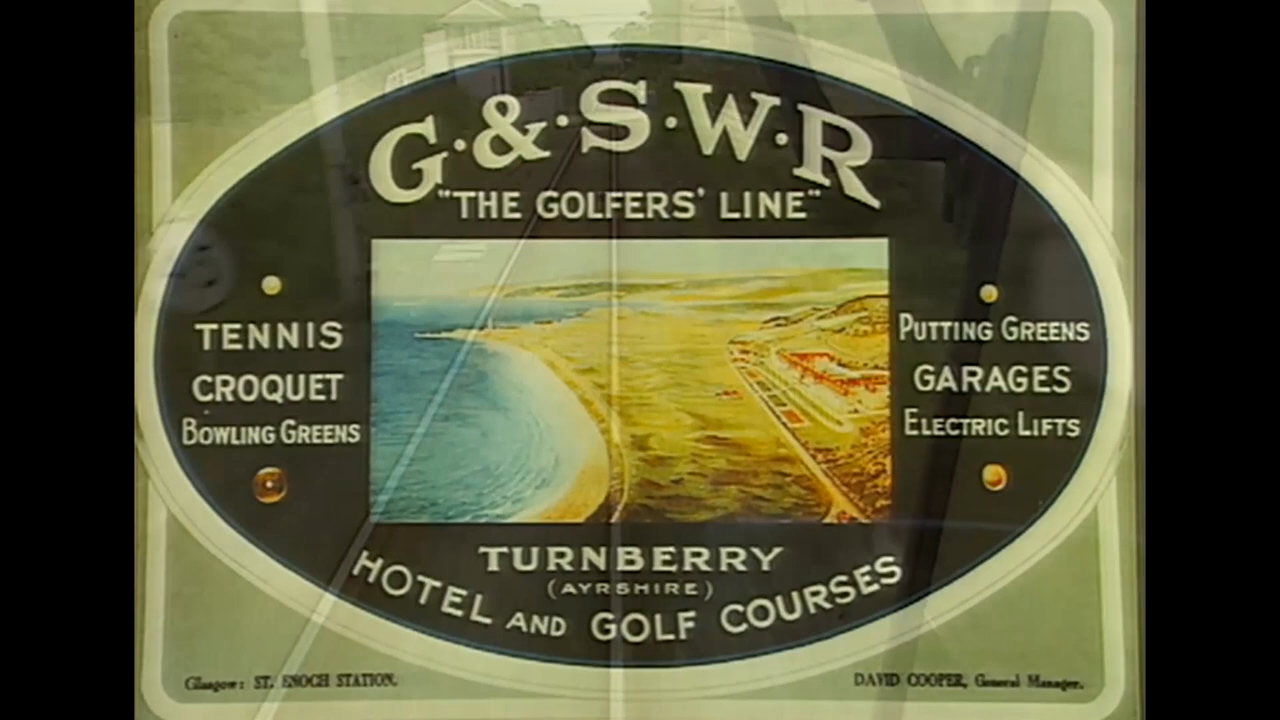 G·&·S·W·R
"THE GOLFERS' LINE"
TENNIS
CROQUET
BOWLING GREENS
PUTTING GREENS
GARAGES
ELECTRIC LIFTS
TURNBERRY
(AYRSHIRE)
HOTEL AND GOLF COURSES
Glasgow: ST. ENOCH STATION.
DAVID COOPER, General Manager.